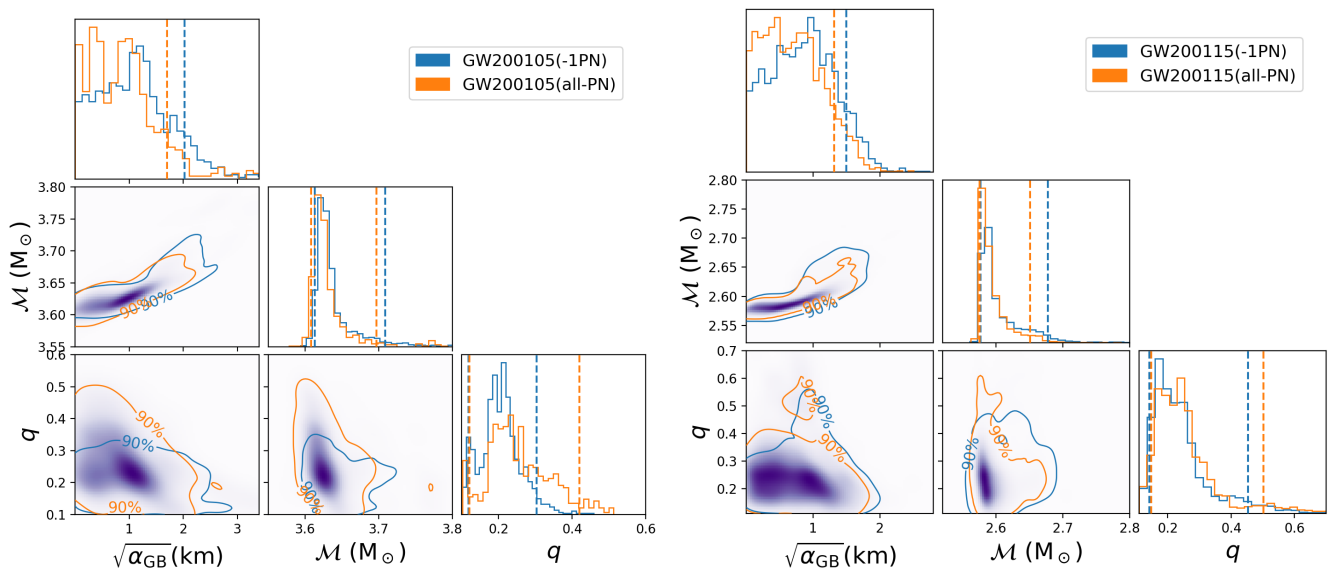 GW200105(-1PN)
GW200105(all-PN)
3.80
3.75
3.70
3.65
3.60
3.55
ℳ (M⊙)
90%
90%
0.6
0.5
0.4
0.3
0.2
0.1
q
90%
90%
90%
90%
90%
1 2 3
3.6 3.7 3.8
0.2 0.4 0.6
√α_GB(km)
ℳ (M⊙)
q
GW200115(-1PN)
GW200115(all-PN)
2.80
2.75
2.70
2.65
2.60
2.55
ℳ (M⊙)
90%
90%
0.7
0.6
0.5
0.4
0.3
0.2
q
90%
90%
90%
90%
90%
1 2
2.6 2.7 2.8
0.2 0.4 0.6
√α_GB(km)
ℳ (M⊙)
q